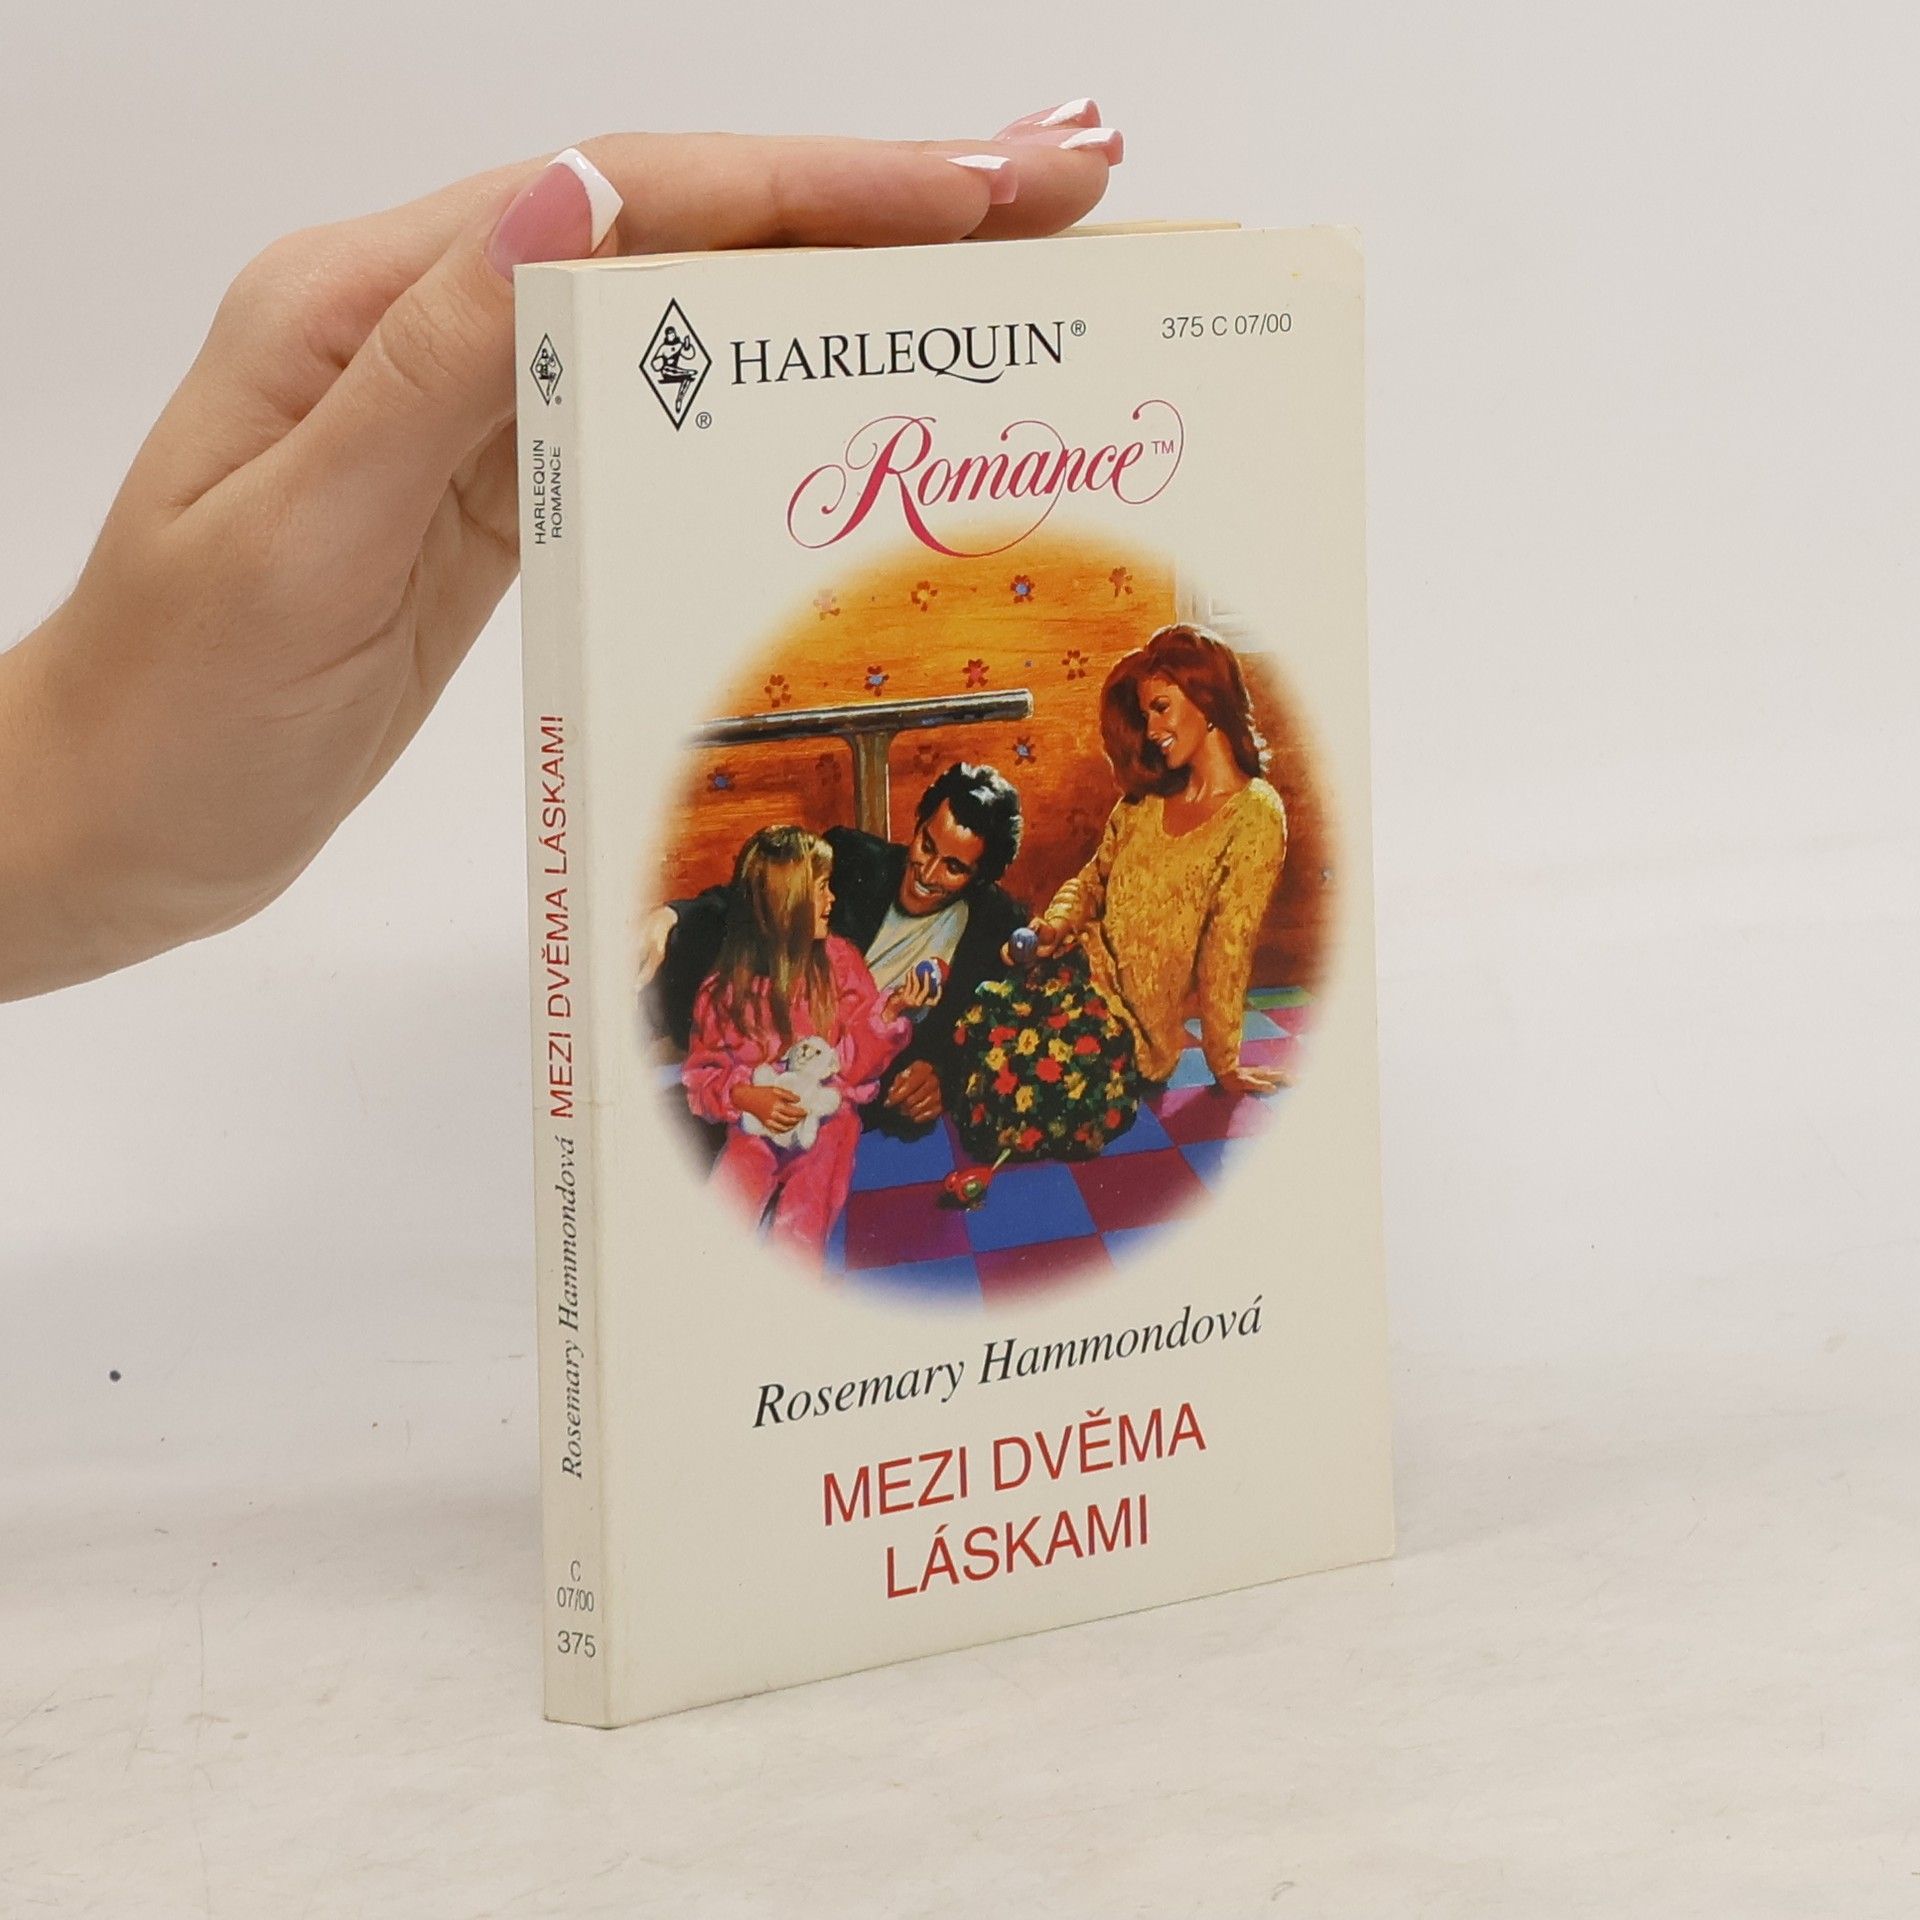 HARLEQUIN®
375 C 07/00
®
Romance™
Rosemary Hammondová
MEZI DVĚMA
LÁSKAMI
®
HARLEQUIN
ROMANCE
MEZI DVĚMA LÁSKAMI
Rosemary Hammondová
C
07/00
375